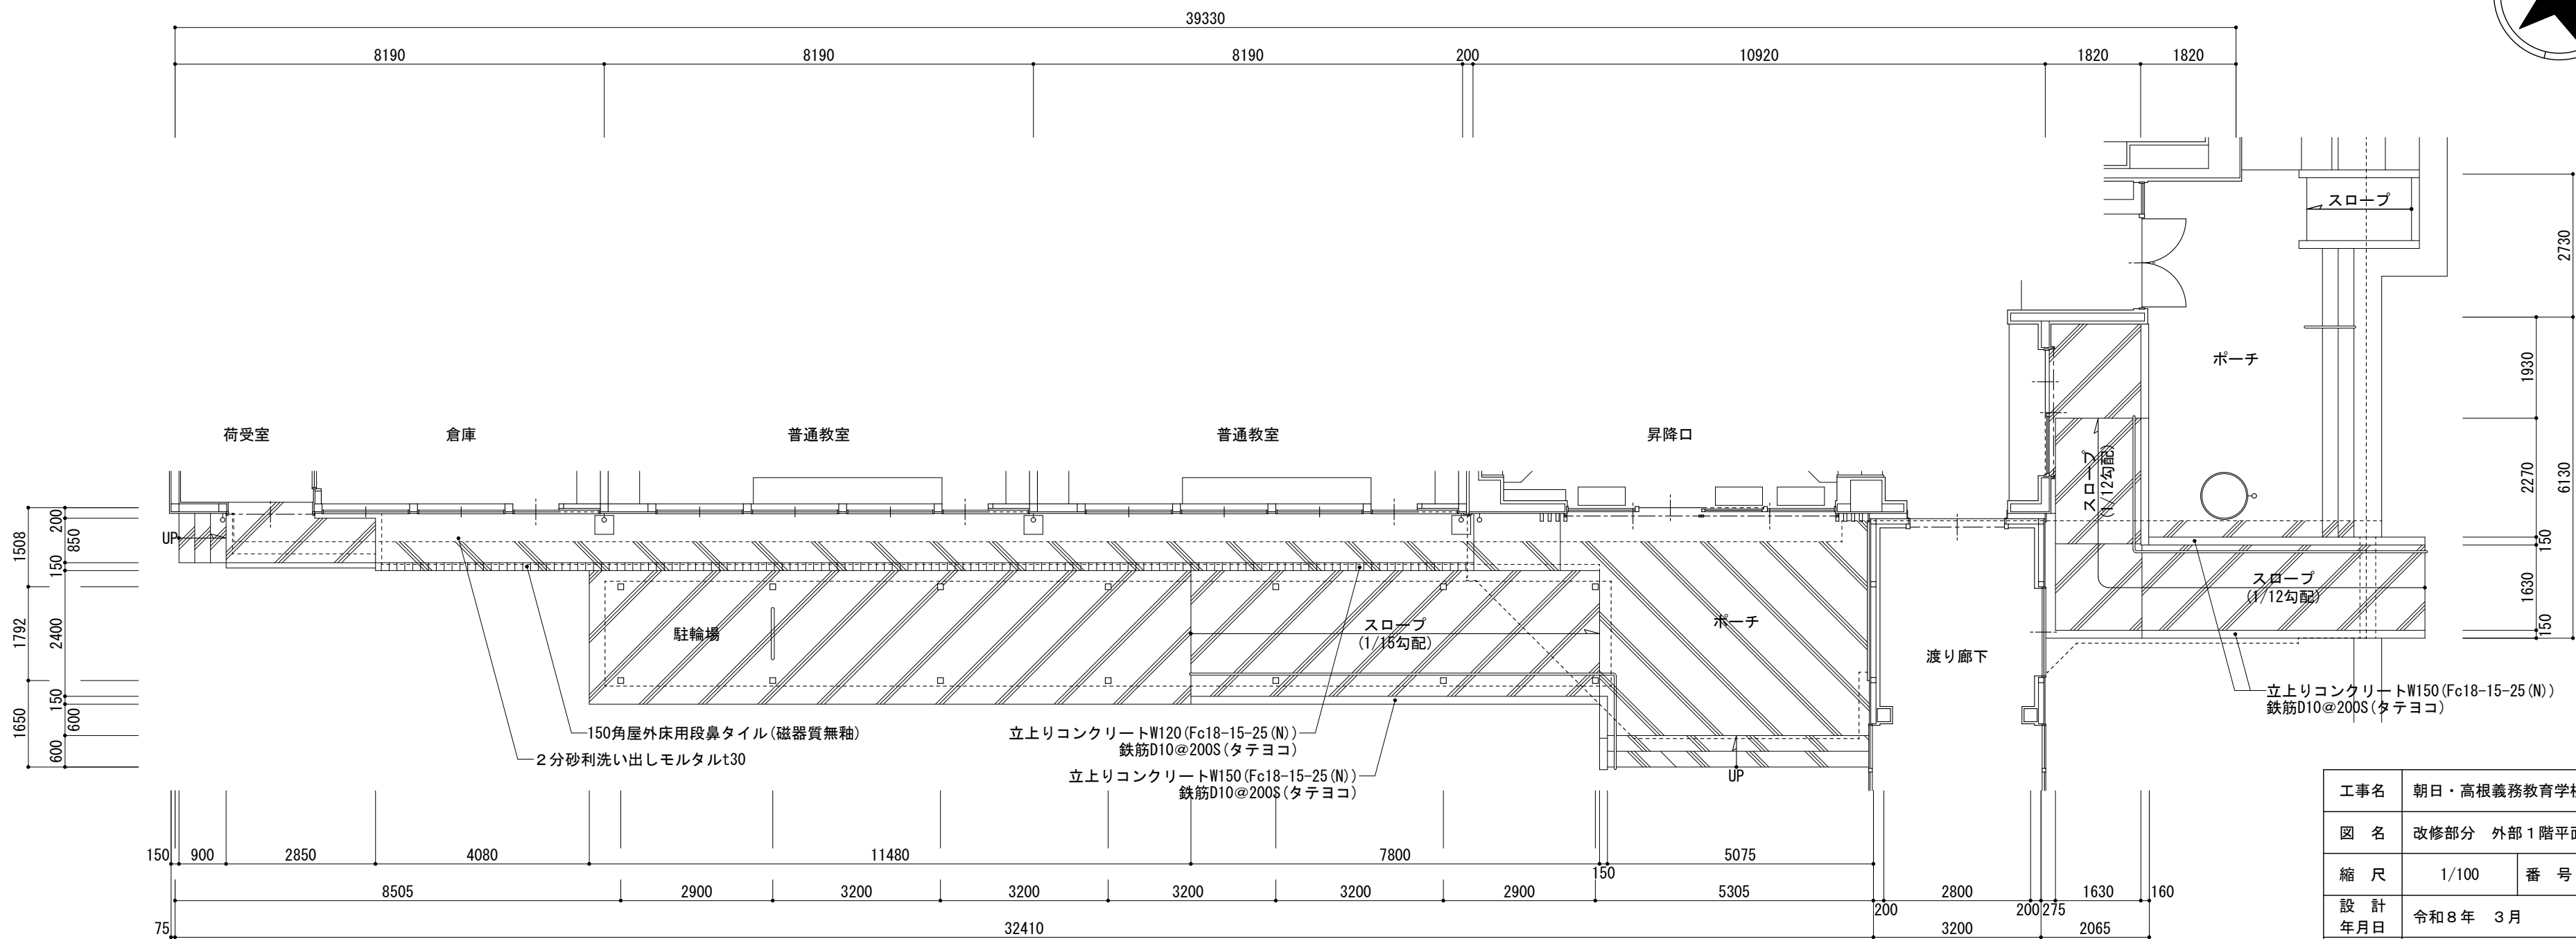 39330
8190
8190
8190
200
10920
1820
1820
スロープ
2730
ポーチ
1930
荷受室
倉庫
普通教室
普通教室
昇降口
スロープ
(1/12勾配)
2270
6130
1508
200
850
150
UP
150
スロープ
(1/12勾配)
1630
150
1792
2400
駐輪場
スロープ
(1/15勾配)
ポーチ
渡り廊下
1650
150
600
600
150角屋外床用段鼻タイル(磁器質無釉)
2分砂利洗い出しモルタルt30
立上りコンクリートW120(Fc18-15-25(N))
鉄筋D10@200S(タテヨコ)
立上りコンクリートW150(Fc18-15-25(N))
鉄筋D10@200S(タテヨコ)
UP
立上りコンクリートW150(Fc18-15-25(N))
鉄筋D10@200S(タテヨコ)
150
900
2850
4080
11480
7800
150
5075
8505
2900
3200
3200
3200
3200
2900
5305
200
2800
200
275
1630
160
75
32410
3200
2065
工事名 朝日・高根義務教育学校
図 名 改修部分 外部1階平面
縮 尺 1/100 番 号
設 計
年月日 令和8年 3月